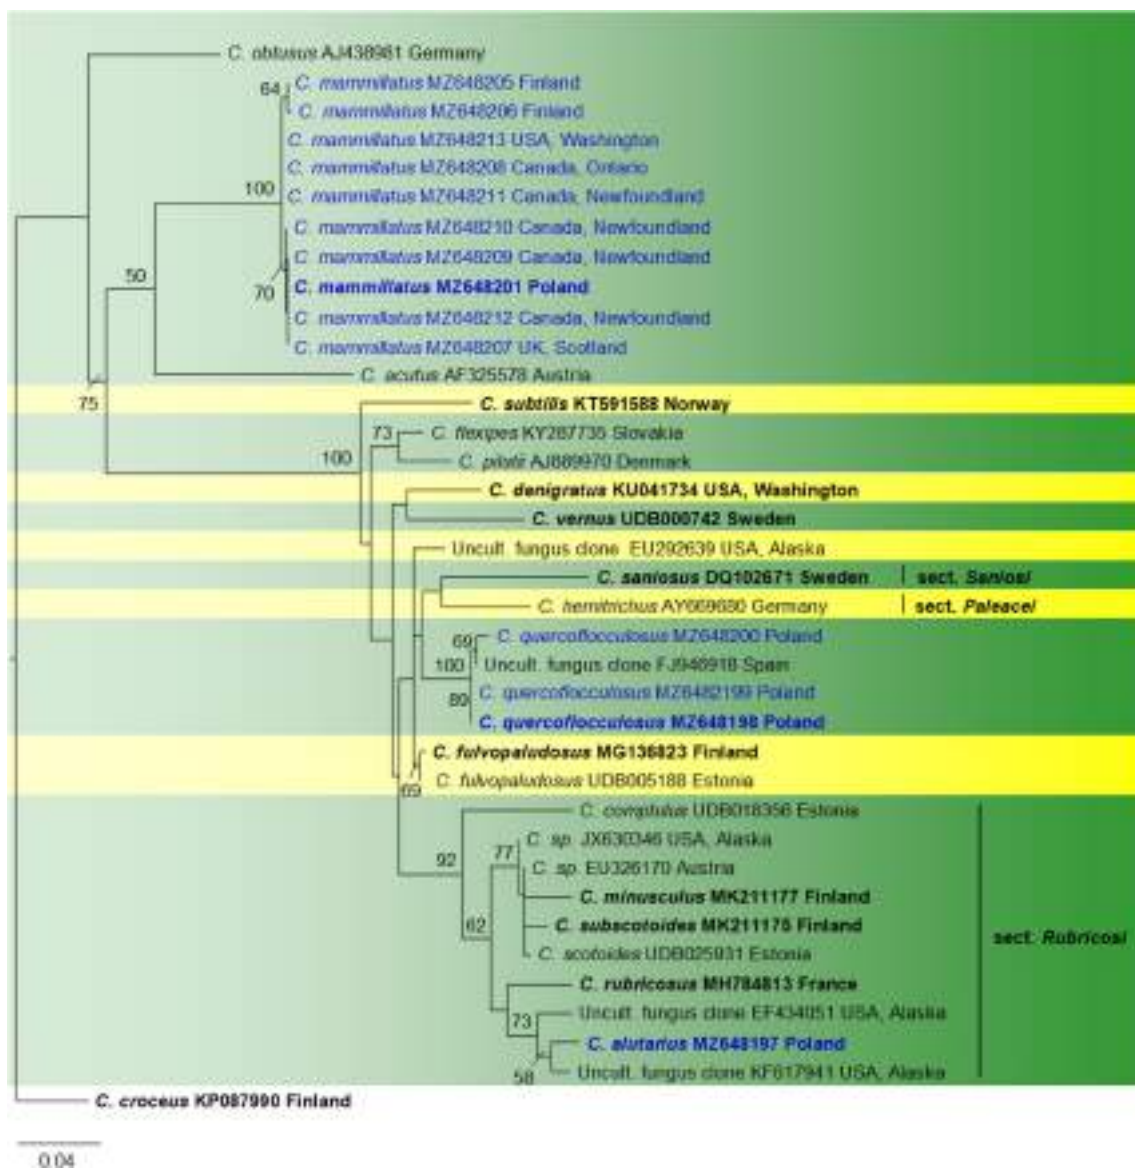 C. obtusus AJ438981 Germany
C. mammillatus MZ648205 Finland
64
C. mammillatus MZ648206 Finland
C. mammillatus MZ648213 USA, Washington
C. mammillatus MZ648208 Canada, Ontario
100
C. mammillatus MZ648211 Canada, Newfoundland
C. mammillatus MZ648210 Canada, Newfoundland
C. mammillatus MZ648209 Canada, Newfoundland
50
C. mammillatus MZ648201 Poland
70
C. mammillatus MZ648212 Canada, Newfoundland
C. mammillatus MZ648207 UK, Scotland
C. acutus AF325578 Austria
75
C. subtilis KT591588 Norway
73
C. flexipes KY287735 Slovakia
100
C. pilatii AJ889970 Denmark
C. denigratus KU041734 USA, Washington
C. vernus UDB000742 Sweden
Uncult. fungus clone EU292639 USA, Alaska
C. saniosus DQ102671 Sweden sect. Saniosi
C. hemitrichus AY669680 Germany sect. Paleacei
C. quercoflocculosus MZ648200 Poland
69
100
Uncult. fungus clone FJ946918 Spain
C. quercoflocculosus MZ6482199 Poland
89
C. quercoflocculosus MZ648198 Poland
C. fulvopaludosus MG136823 Finland
C. fulvopaludosus UDB005188 Estonia
69
C. comptulus UDB018356 Estonia
C. sp. JX630346 USA, Alaska
77
92
C. sp. EU326170 Austria
C. minusculus MK211177 Finland
62
C. subscotoides MK211175 Finland
sect. Rubricosi
C. scotoides UDB025931 Estonia
C. rubricosus MH784813 France
Uncult. fungus clone EF434051 USA, Alaska
73
C. alutarius MZ648197 Poland
58
Uncult. fungus clone KF617941 USA, Alaska
C. croceus KP087990 Finland
0.04